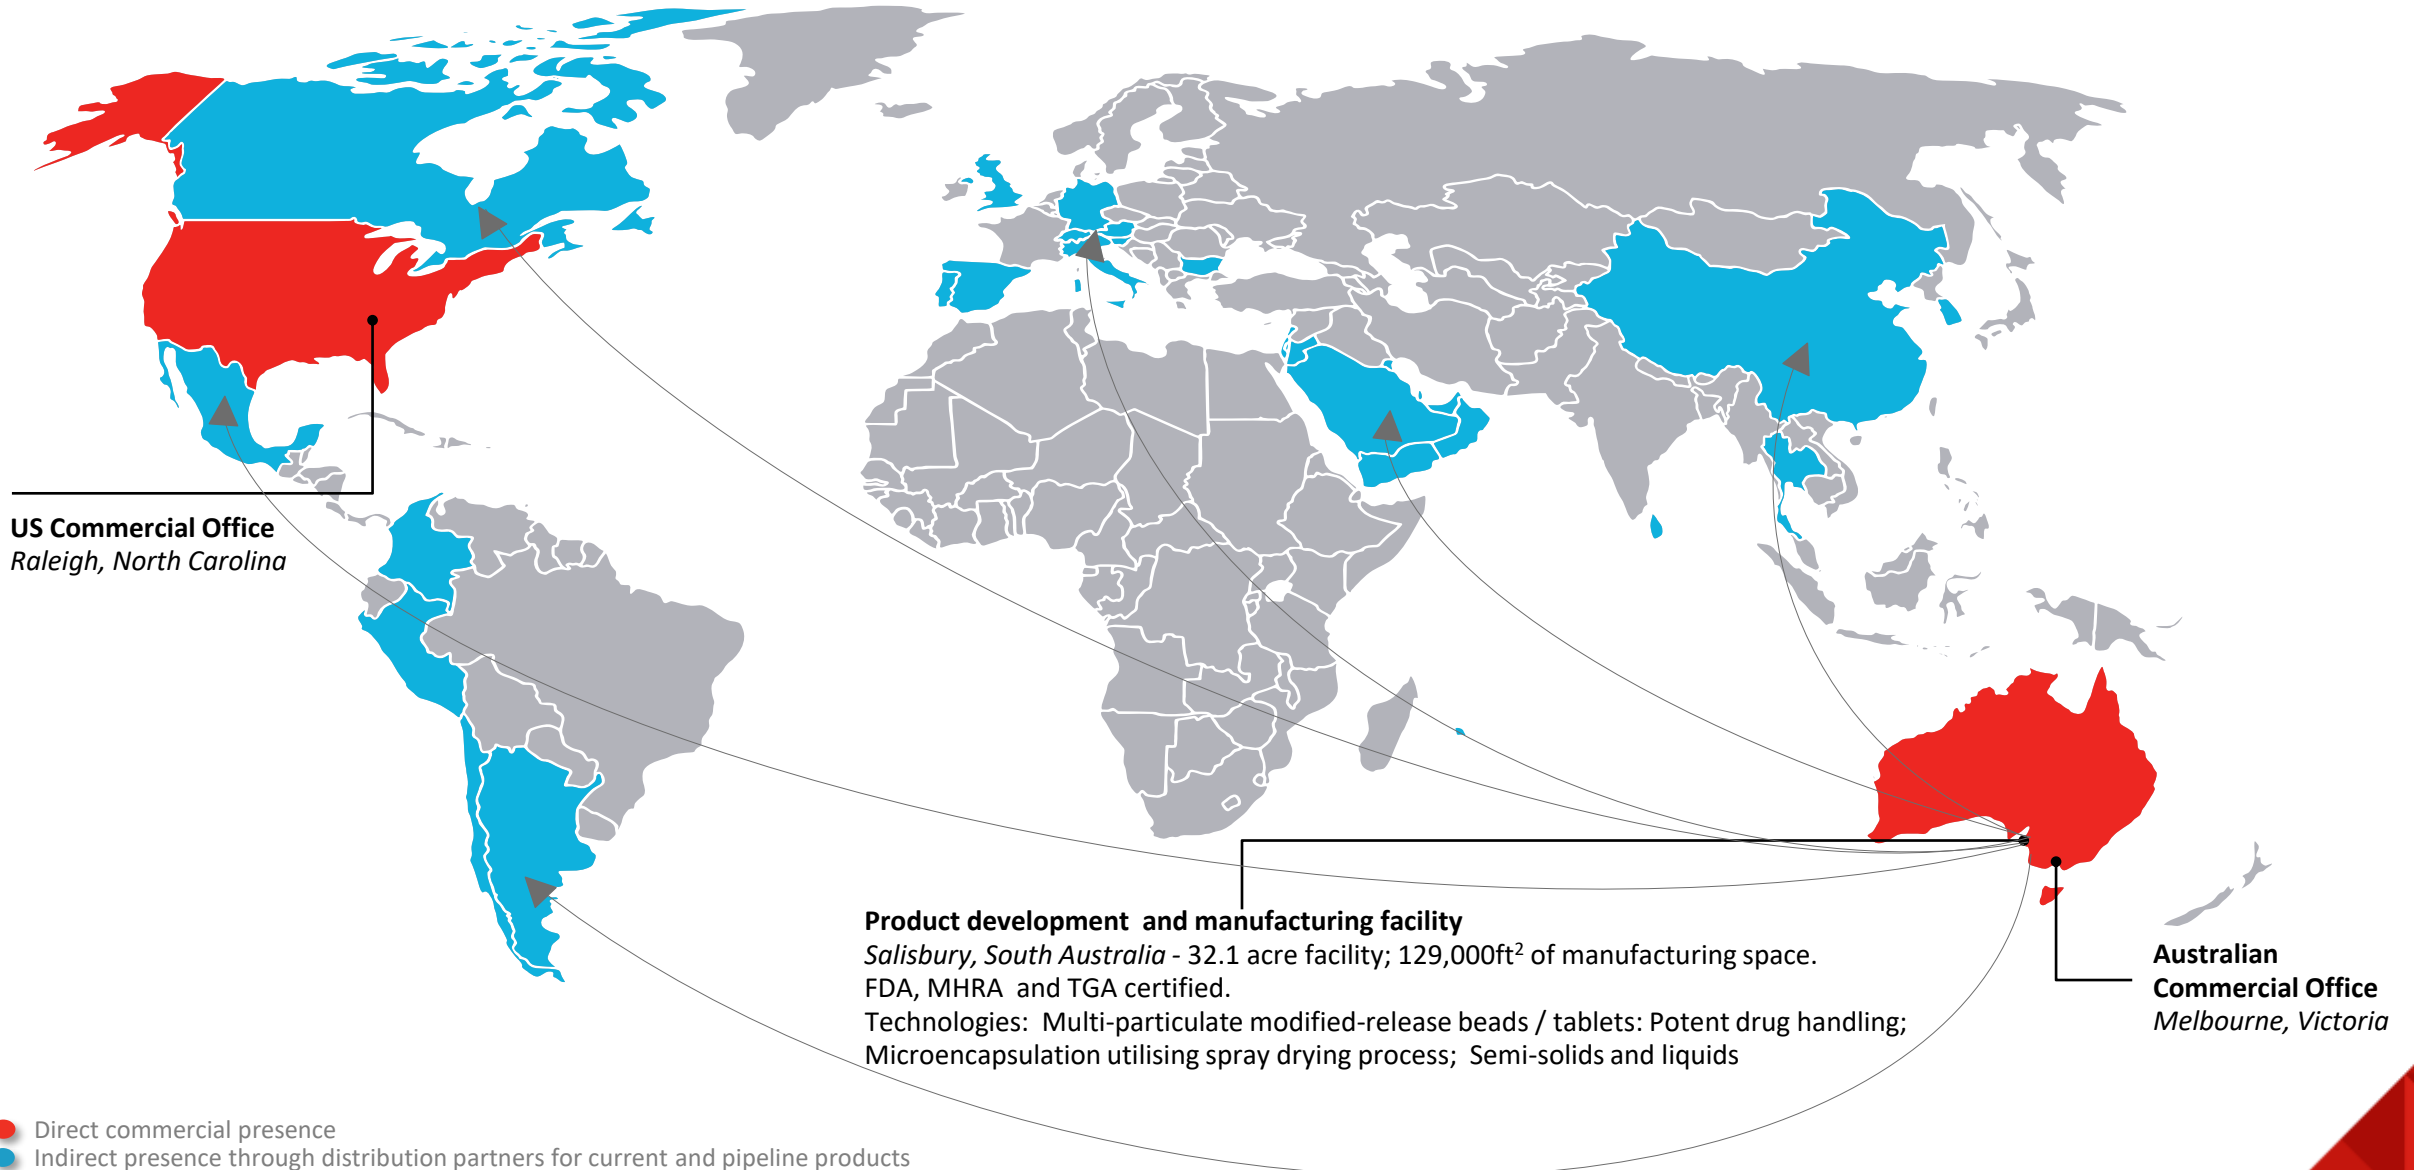 US Commercial Office
Raleigh, North Carolina
Product development  and manufacturing facility
Salisbury, South Australia - 32.1 acre facility; 129,000ft² of manufacturing space.
FDA, MHRA  and TGA certified.
Technologies:  Multi-particulate modified-release beads / tablets: Potent drug handling;
Microencapsulation utilising spray drying process;  Semi-solids and liquids
Australian
Commercial Office
Melbourne, Victoria
Direct commercial presence
Indirect presence through distribution partners for current and pipeline products